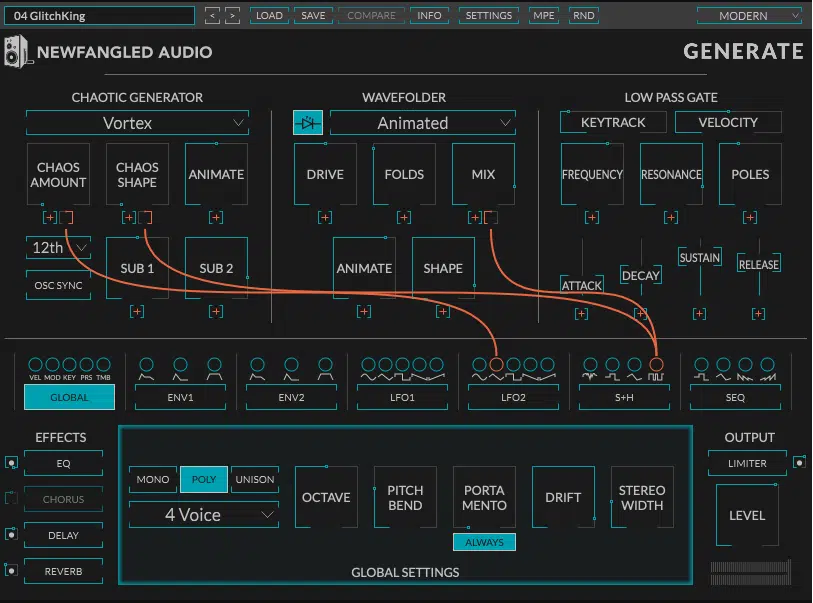 04 GlitchKing < > LOAD SAVE COMPARE INFO SETTINGS MPE RND MODERN
NEWFANGLED AUDIO
GENERATE
CHAOTIC GENERATOR
Vortex
CHAOS AMOUNT
CHAOS SHAPE
ANIMATE
12th
OSC SYNC
SUB 1
SUB 2
WAVEFOLDER
Animated
DRIVE
FOLDS
MIX
ANIMATE
SHAPE
LOW PASS GATE
KEYTRACK
VELOCITY
FREQUENCY
RESONANCE
POLES
ATTACK
DECAY
SUSTAIN
RELEASE
VEL MOD KEY PRS TMB
GLOBAL
ENV1
ENV2
LFO1
LFO2
S+H
SEQ
EFFECTS
EQ
CHORUS
DELAY
REVERB
MONO
POLY
UNISON
4 Voice
OCTAVE
PITCH
BEND
PORTA
MENTO
ALWAYS
DRIFT
STEREO
WIDTH
GLOBAL SETTINGS
OUTPUT
LIMITER
LEVEL